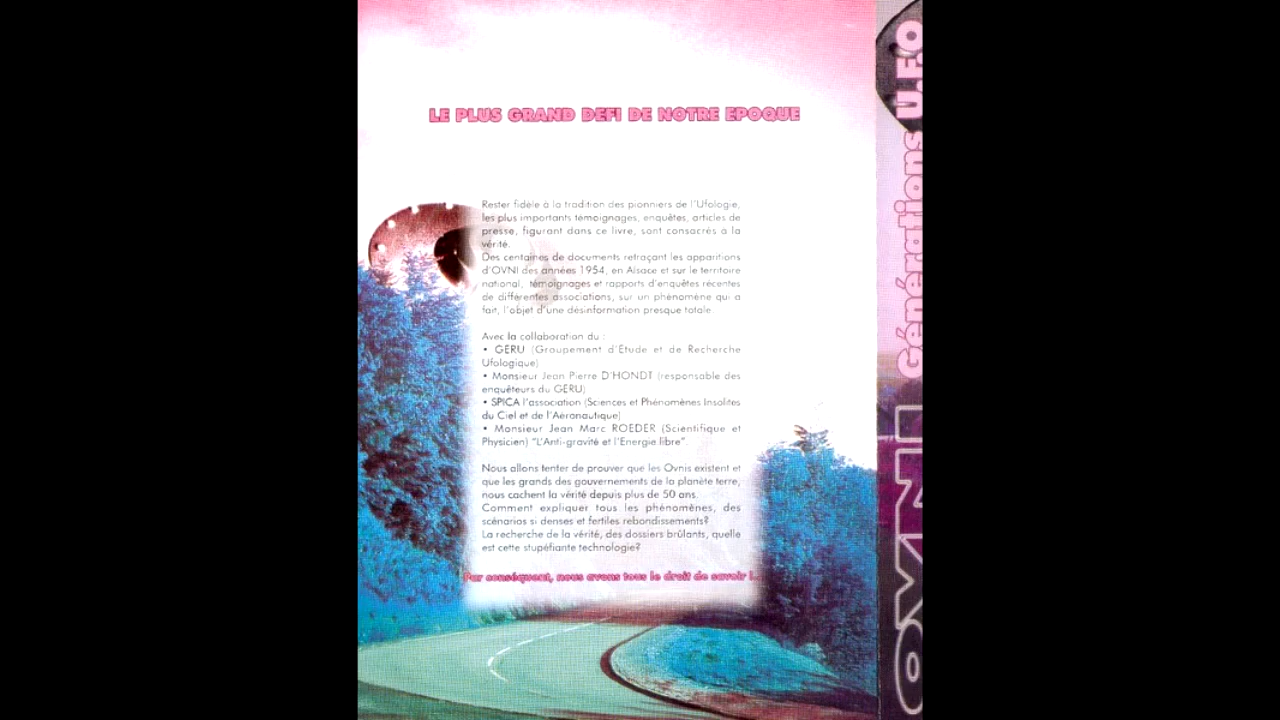 LE PLUS GRAND DEFI DE NOTRE EPOQUE
Rester fidèle à la tradition des pionniers de l'Ufologie,
les plus importants témoignages, enquêtes, articles de
presse, figurant dans ce livre, sont consacrés à la
vérité.
Des centaines de documents retraçant les apparitions
d'OVNI des années 1954, en Alsace et sur le territoire
national, témoignages et rapports d'enquêtes récentes
de différentes associations, sur un phénomène qui a
fait, l'objet d'une désinformation presque totale.
Avec la collaboration du :
• GERU (Groupement d'Etude et de Recherche
Ufologique)
• Monsieur Jean Pierre D'HONDT (responsable des
enquêteurs du GERU)
• SPICA l'association (Sciences et Phénomènes Insolites
du Ciel et de l'Aéronautique)
• Monsieur Jean Marc ROEDER (Scientifique et
Physicien) "L'Anti-gravité et l'Energie libre".
Nous allons tenter de prouver que les Ovnis existent et
que les grands des gouvernements de la planète terre,
nous cachent la vérité depuis plus de 50 ans.
Comment expliquer tous les phénomènes, des
scénarios si denses et fertiles rebondissements?
La recherche de la vérité, des dossiers brûlants, quelle
est cette stupéfiante technologie?
Par conséquent, nous avons tous le droit de savoir !...
OVNI Générations U.F.O